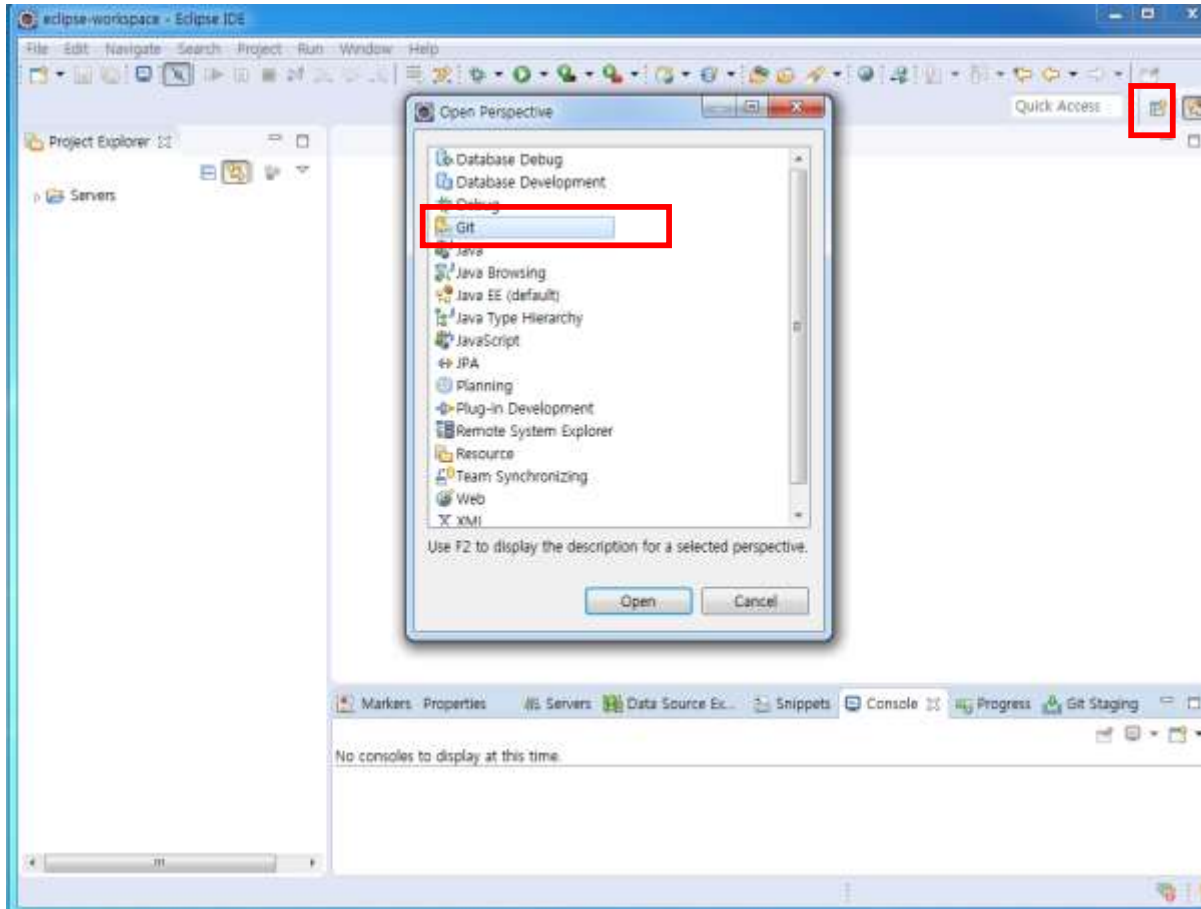 eclipse-workspace - Eclipse IDE
File Edit Navigate Search Project Run Window Help
Quick Access
Project Explorer
Servers
Open Perspective
Database Debug
Database Development
Debug
Git
Java
Java Browsing
Java EE (default)
Java Type Hierarchy
JavaScript
JPA
Planning
Plug-in Development
Remote System Explorer
Resource
Team Synchronizing
Web
XML
Use F2 to display the description for a selected perspective.
Open Cancel
Markers Properties Servers Data Source Ex... Snippets Console Progress Git Staging
No consoles to display at this time.